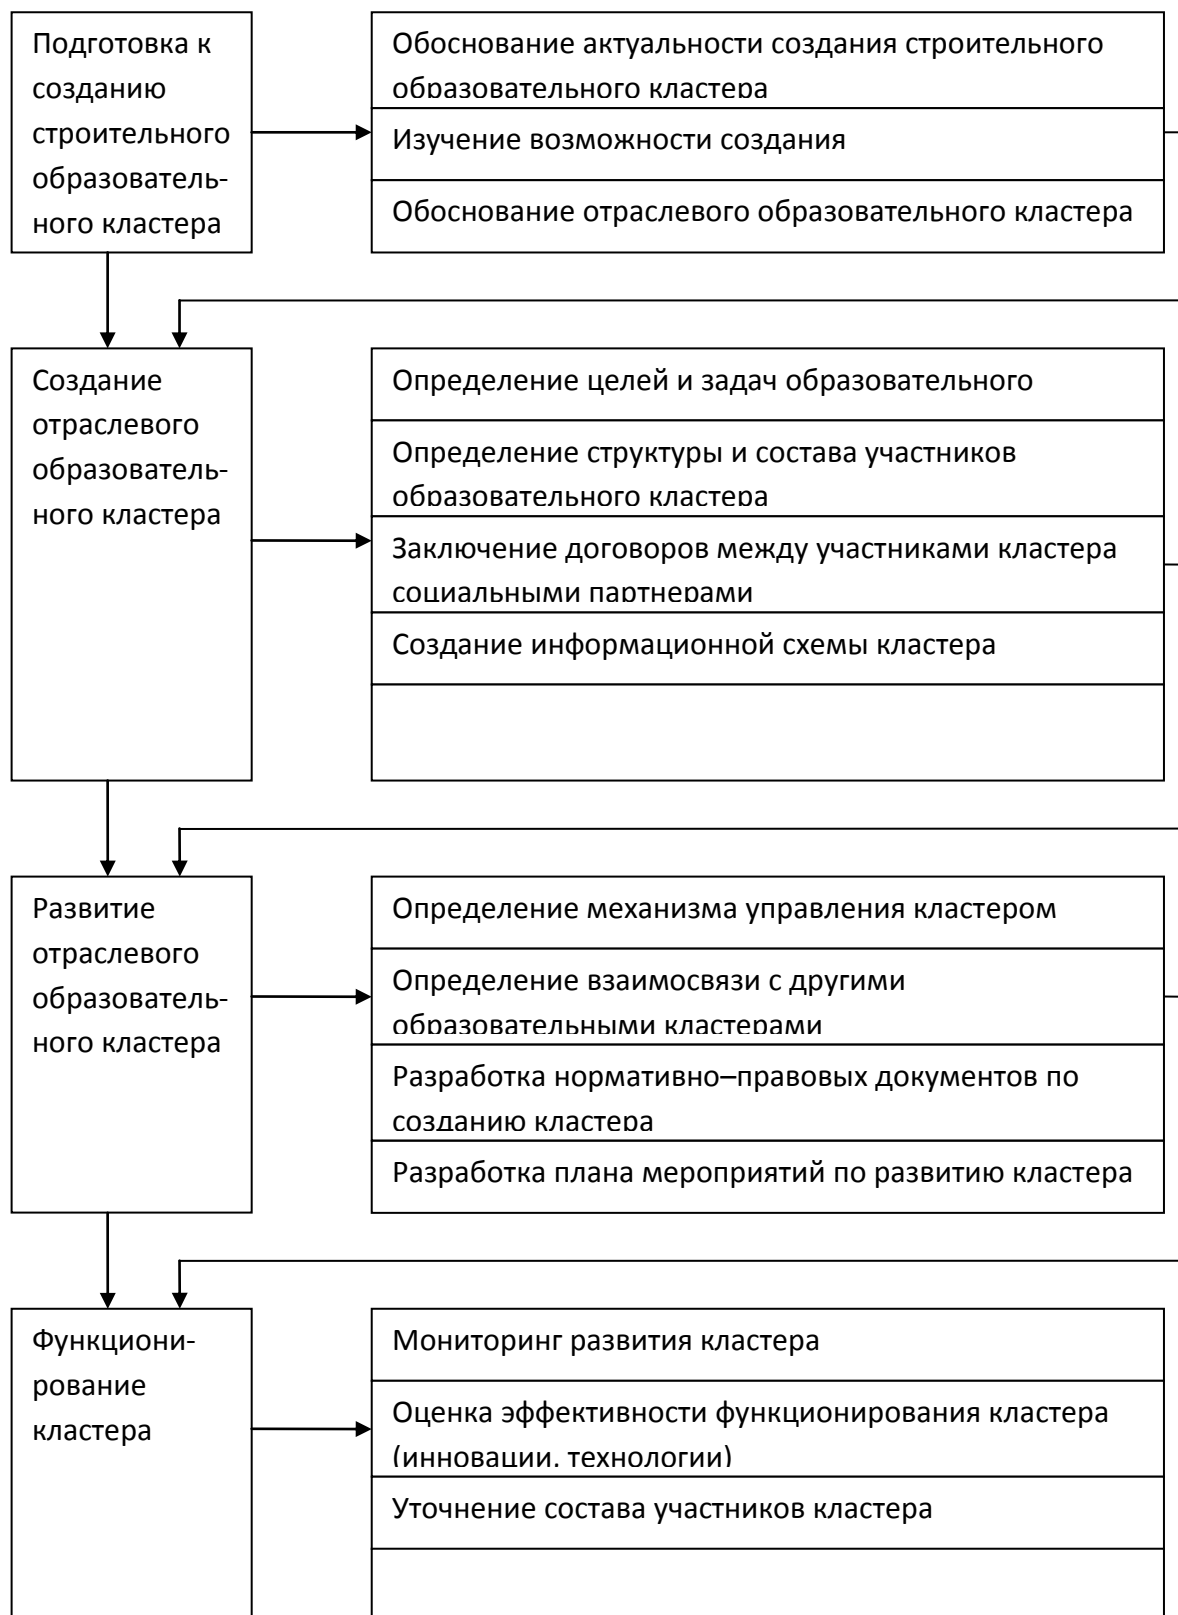 Подготовка к
созданию
строительного
образователь-
ного кластера
Обоснование актуальности создания строительного
образовательного кластера
Изучение возможности создания
Обоснование отраслевого образовательного кластера
Создание
отраслевого
образователь-
ного кластера
Определение целей и задач образовательного
Определение структуры и состава участников
образовательного кластера
Заключение договоров между участниками кластера
социальными партнерами
Создание информационной схемы кластера
Развитие
отраслевого
образователь-
ного кластера
Определение механизма управления кластером
Определение взаимосвязи с другими
образовательными кластерами
Разработка нормативно–правовых документов по
созданию кластера
Разработка плана мероприятий по развитию кластера
Функциони-
рование
кластера
Мониторинг развития кластера
Оценка эффективности функционирования кластера
(инновации, технологии)
Уточнение состава участников кластера